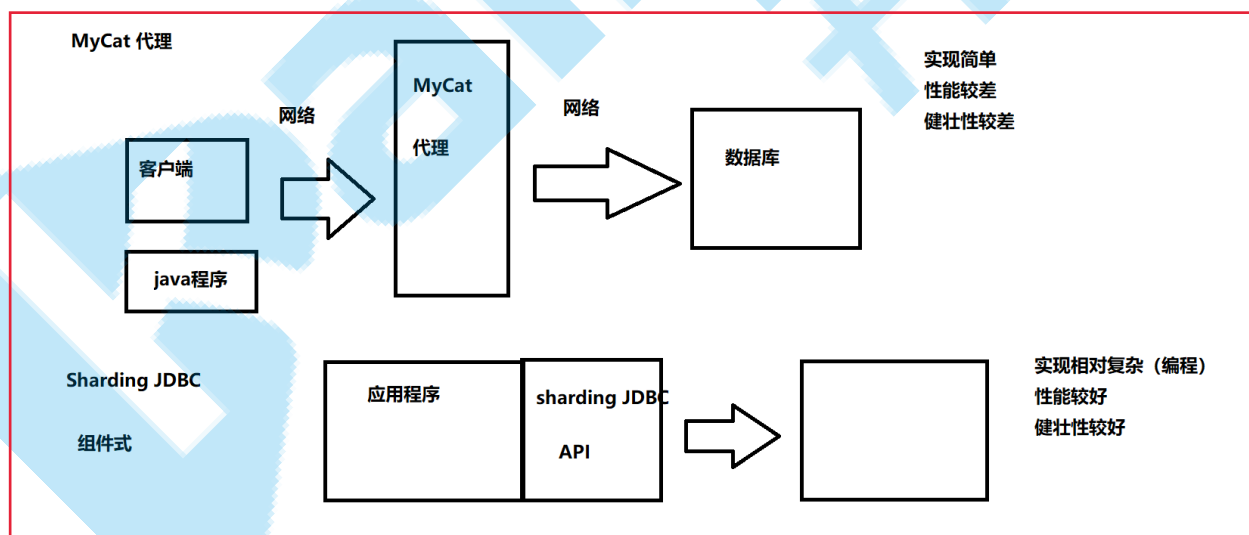 MyCat 代理
实现简单
性能较差
健壮性较差
网络
MyCat
代理
网络
客户端
数据库
java程序
Sharding JDBC
组件式
应用程序
sharding JDBC
API
实现相对复杂（编程）
性能较好
健壮性较好